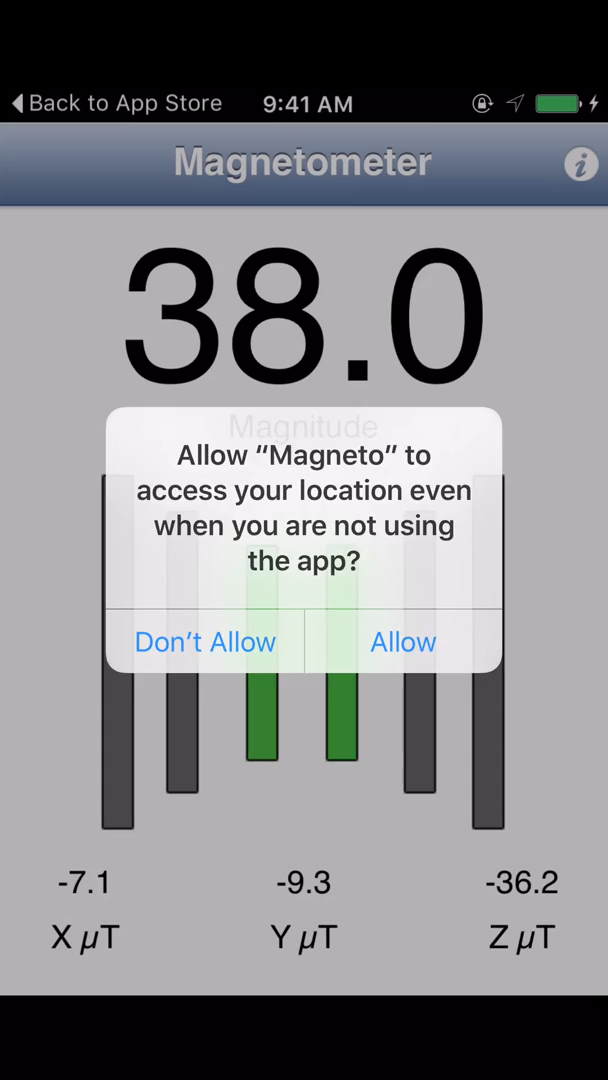 Back to App Store 9:41 AM
Magnetometer i
38.0
Magnitude
Allow “Magneto” to
access your location even
when you are not using
the app?
Don’t Allow Allow
-7.1 -9.3 -36.2
X µT Y µT Z µT